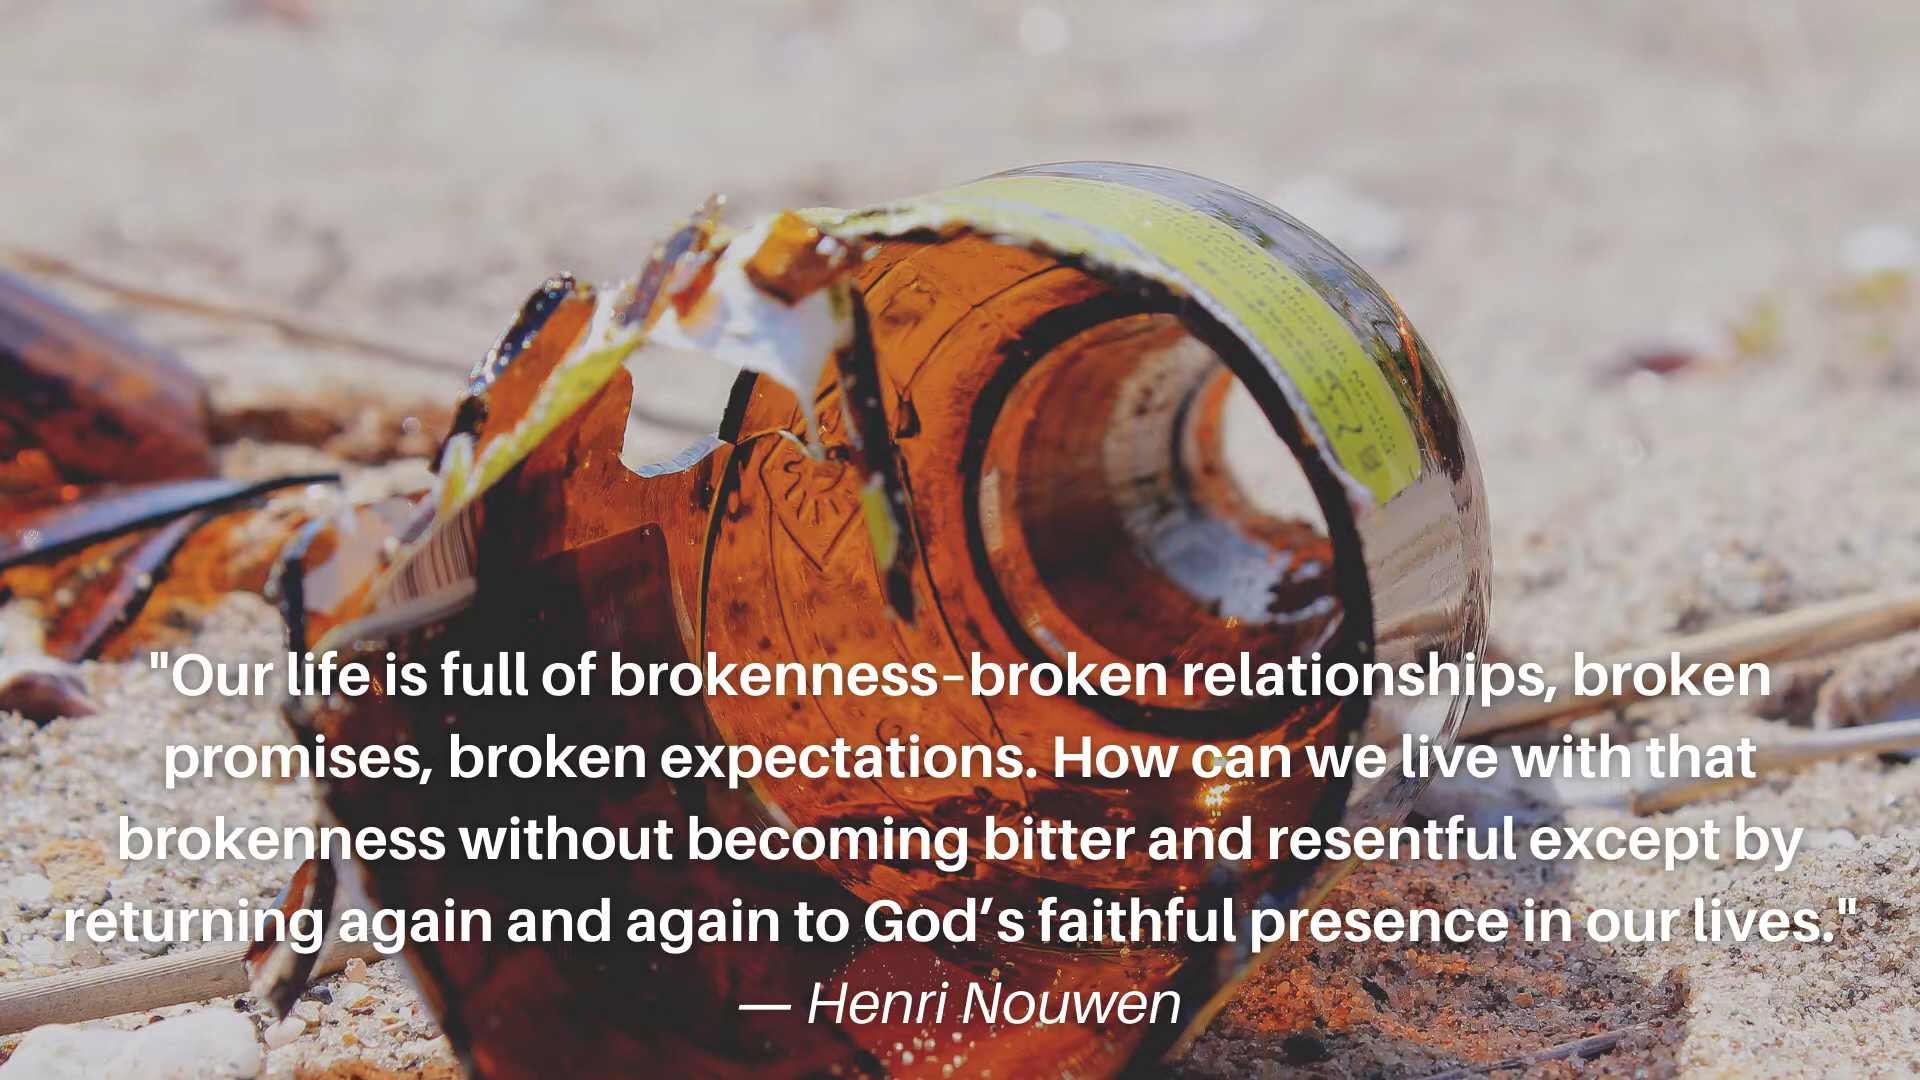 "Our life is full of brokenness–broken relationships, broken
promises, broken expectations. How can we live with that
brokenness without becoming bitter and resentful except by
returning again and again to God’s faithful presence in our lives."
— Henri Nouwen